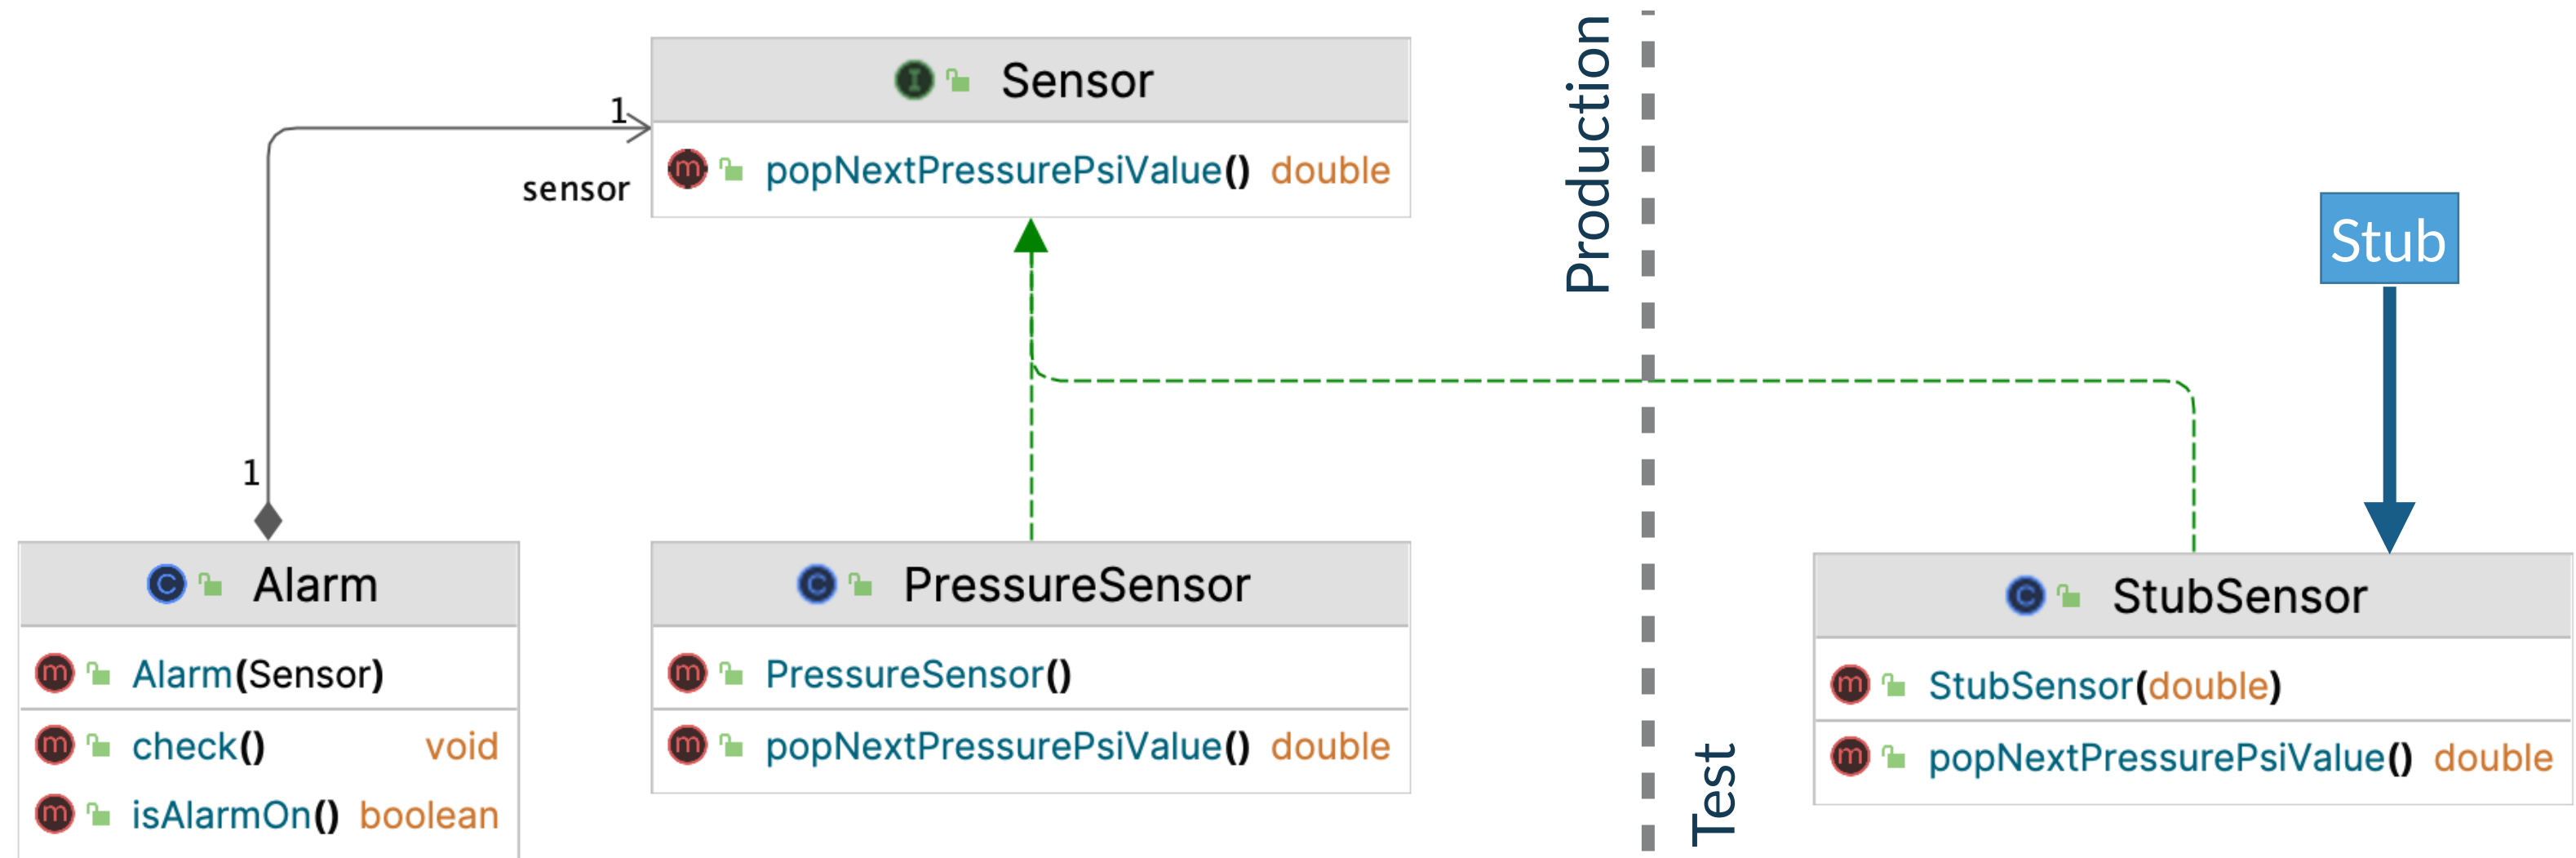 Sensor
popNextPressurePsiValue() double
1
sensor
1
Alarm
Alarm(Sensor)
check() void
isAlarmOn() boolean
PressureSensor
PressureSensor()
popNextPressurePsiValue() double
Production
Test
Stub
StubSensor
StubSensor(double)
popNextPressurePsiValue() double